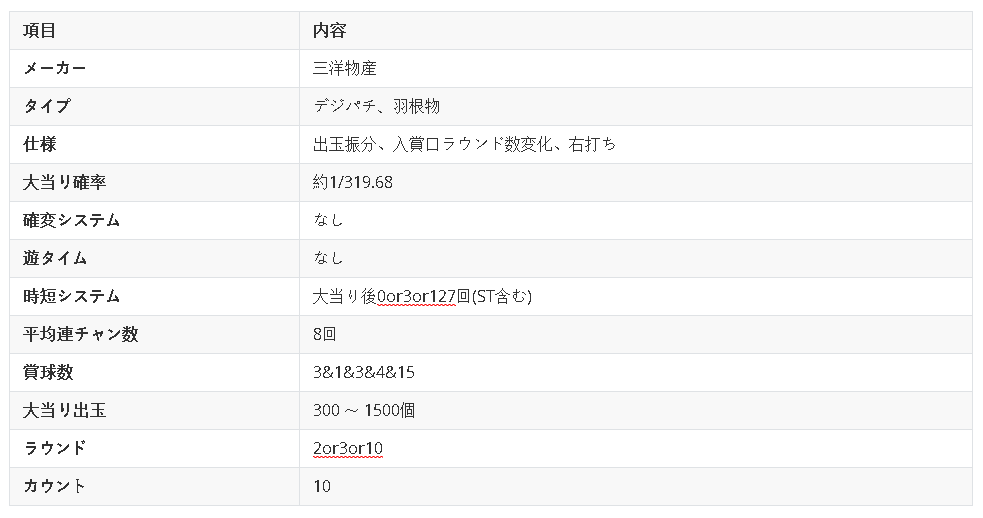 項目 内容
メーカー 三洋物産
タイプ デジパチ、羽根物
仕様 出玉振分、入賞口ラウンド数変化、右打ち
大当り確率 約1/319.68
確変システム なし
遊タイム なし
時短システム 大当り後0or3or127回(ST含む)
平均連チャン数 8回
賞球数 3&1&3&4&15
大当り出玉 300 ～ 1500個
ラウンド 2or3or10
カウント 10